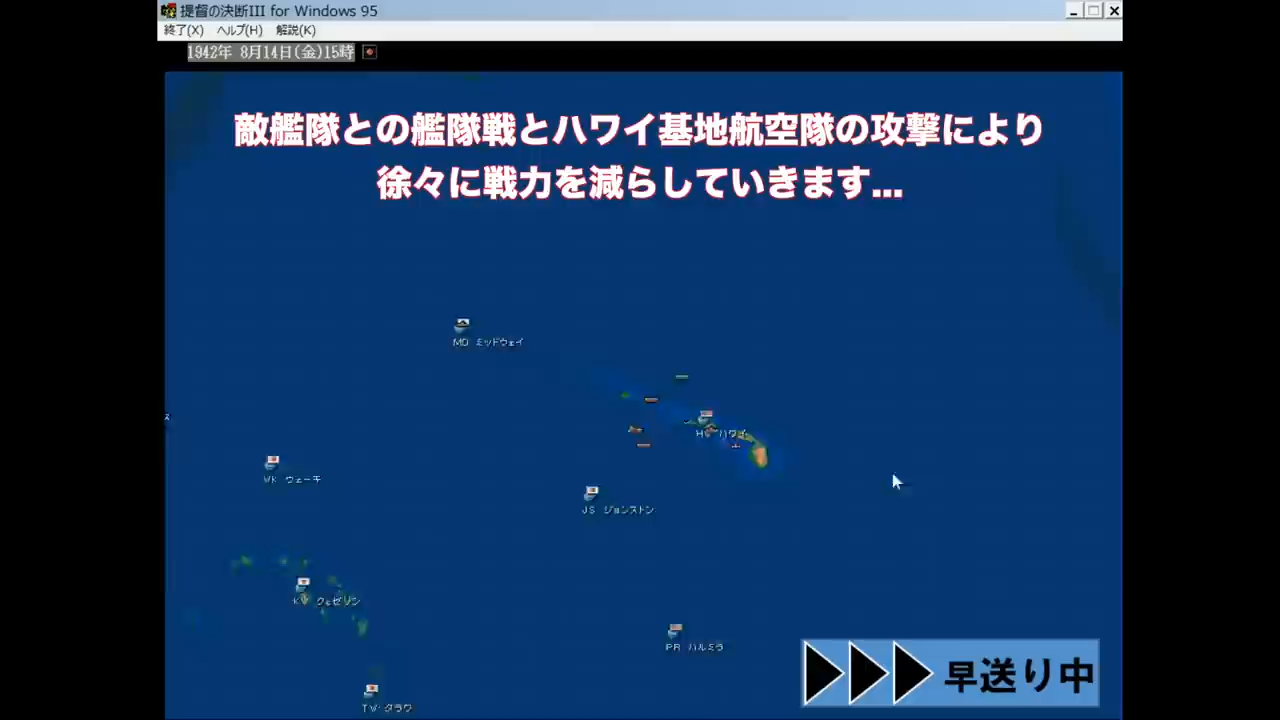 提督の決断III for Windows 95
終了(X) ヘルプ(H) 解説(K)
1942年 8月14日(金)15時
敵艦隊との艦隊戦とハワイ基地航空隊の攻撃により
徐々に戦力を減らしていきます...
MD ミッドウェイ
ハワイ
ス
WK ウェーキ
JS ジョンストン
クェゼリン
PR パルミラ
早送り中
TW タラワ